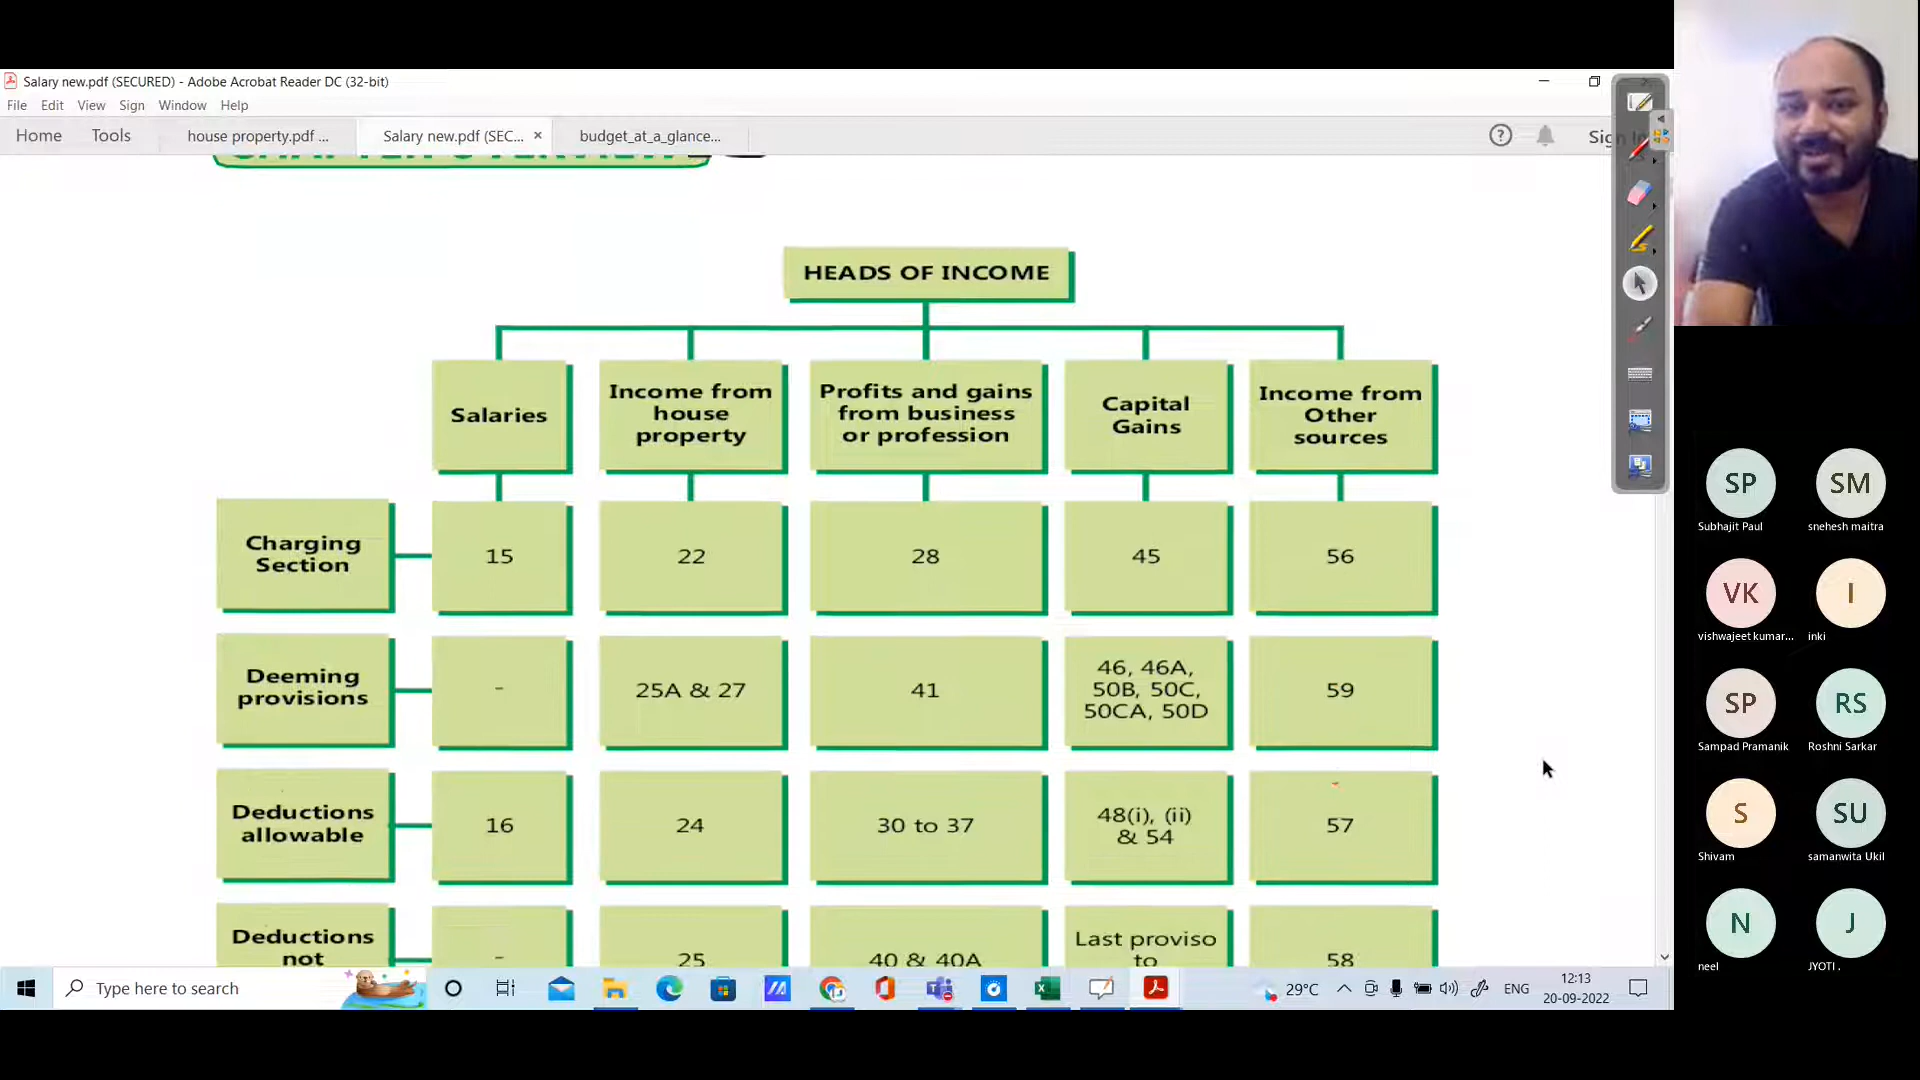 Salary new.pdf (SECURED) - Adobe Acrobat Reader DC (32-bit)
File Edit View Sign Window Help
Home Tools house property.pdf ... Salary new.pdf (SEC... × budget_at_a_glance... Sign In
CHAPTER OVERVIEW
HEADS OF INCOME
Salaries
Income from
house
property
Profits and gains
from business
or profession
Capital
Gains
Income from
Other
sources
Charging
Section
15
22
28
45
56
Deeming
provisions
-
25A & 27
41
46, 46A,
50B, 50C,
50CA, 50D
59
Deductions
allowable
16
24
30 to 37
48(i), (ii)
& 54
57
Deductions
not
-
25
40 & 40A
Last proviso
to
58
SP
Subhajit Paul
SM
snehesh maitra
VK
vishwajeet kumar...
I
inki
SP
Sampad Pramanik
RS
Roshni Sarkar
S
Shivam
SU
samanwita Ukil
N
neel
J
JYOTI .
Type here to search
29°C
ENG
12:13
20-09-2022